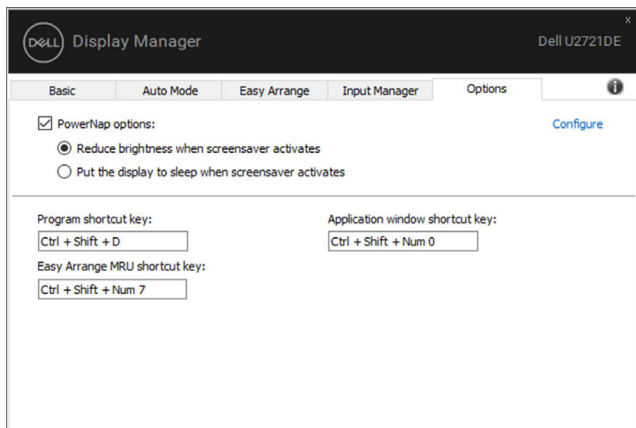 x
DELL Display Manager Dell U2721DE
Basic Auto Mode Easy Arrange Input Manager Options i
PowerNap options: Configure
Reduce brightness when screensaver activates
Put the display to sleep when screensaver activates
Program shortcut key: Application window shortcut key:
Ctrl + Shift + D Ctrl + Shift + Num 0
Easy Arrange MRU shortcut key:
Ctrl + Shift + Num 7